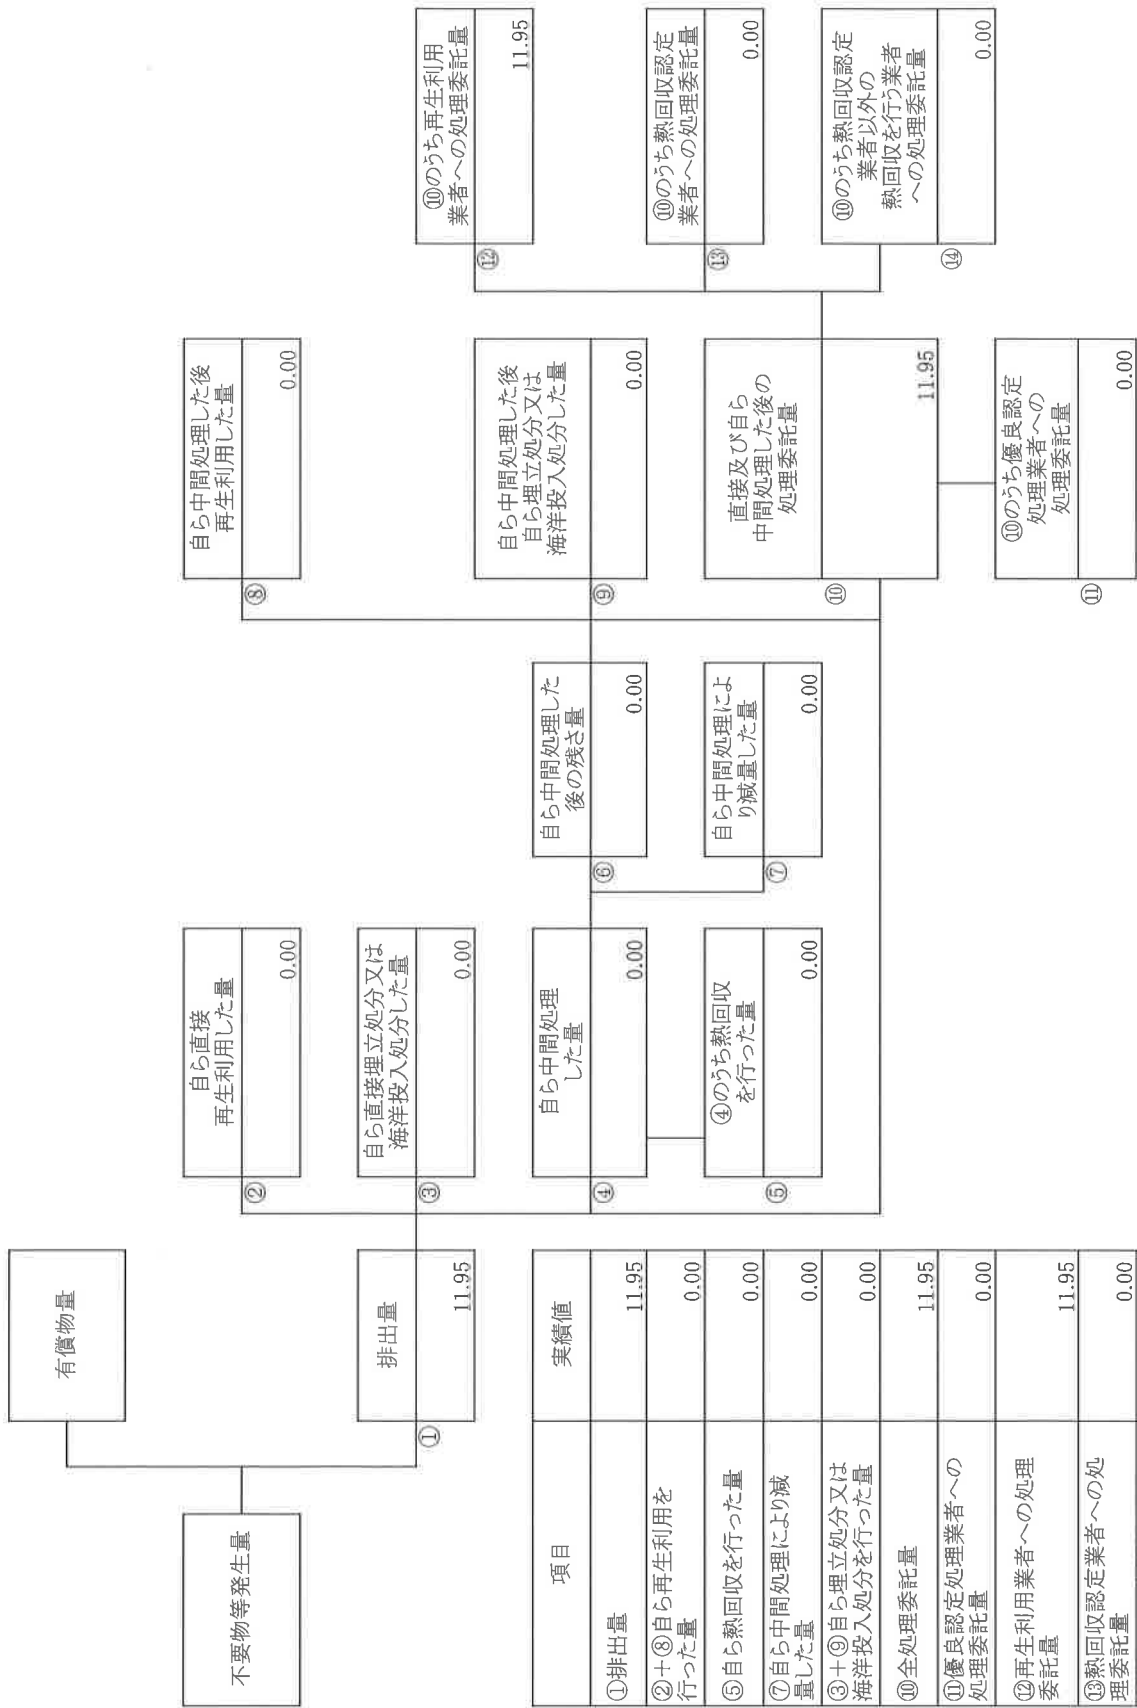 不要物等発生量
有償物量
排出量
①
11.95
自ら直接
再生利用した量
②
0.00
自ら直接埋立処分又は
海洋投入処分した量
③
0.00
自ら中間処理
した量
④
0.00
④のうち熱回収
を行った量
⑤
0.00
自ら中間処理した
後の残さ量
⑥
0.00
自ら中間処理によ
り減量した量
⑦
0.00
自ら中間処理した後
再生利用した量
⑧
0.00
自ら中間処理した後
自ら埋立処分又は
海洋投入処分した量
⑨
0.00
直接及び自ら
中間処理した後の
処理委託量
⑩
11.95
⑩のうち優良認定
処理業者への
処理委託量
⑪
0.00
⑩のうち再生利用
業者への処理委託量
⑫
11.95
⑩のうち熱回収認定
業者への処理委託量
⑬
0.00
⑩のうち熱回収認定
業者以外の
熱回収を行う業者
への処理委託量
⑭
0.00
項目 実績値
①排出量 11.95
②+⑧自ら再生利用を
行った量 0.00
⑤自ら熱回収を行った量 0.00
⑦自ら中間処理により減
量した量 0.00
③+⑨自ら埋立処分又は
海洋投入処分を行った量 0.00
⑩全処理委託量 11.95
⑪優良認定処理業者への
処理委託量 0.00
⑫再生利用業者への処理
委託量 11.95
⑬熱回収認定業者への処
理委託量 0.00